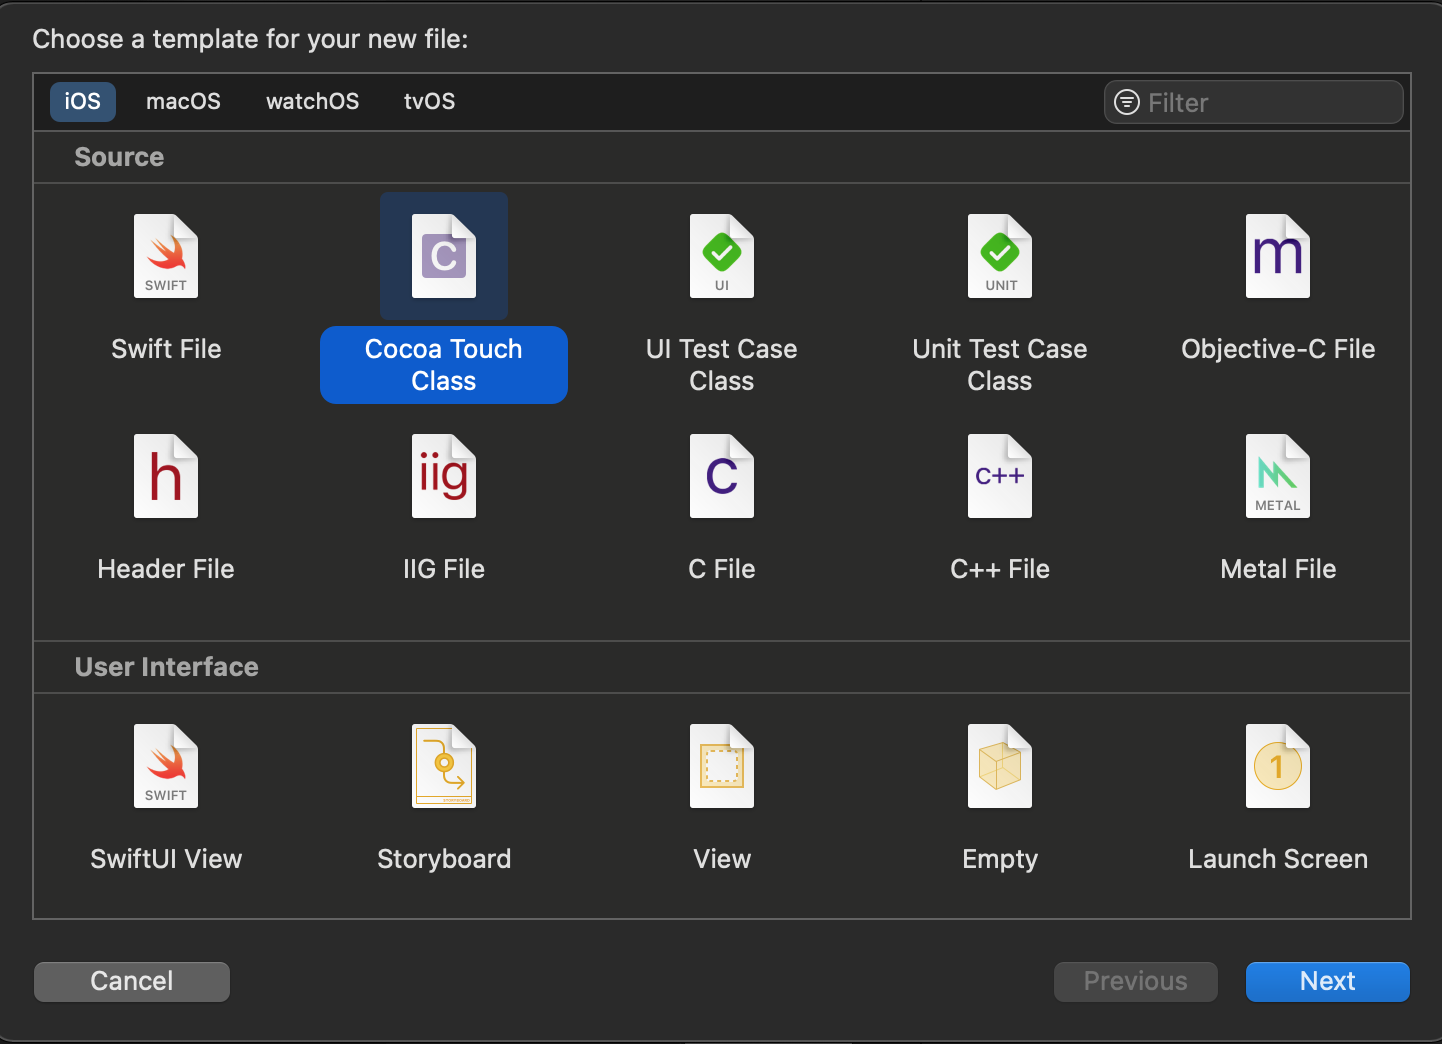 Choose a template for your new file:
iOS macOS watchOS tvOS Filter
Source
SWIFT C UI UNIT m
Swift File Cocoa Touch Class UI Test Case Class Unit Test Case Class Objective-C File
h iig C C++ METAL
Header File IIG File C File C++ File Metal File
User Interface
SWIFT 1
SwiftUI View Storyboard View Empty Launch Screen
Cancel Previous Next